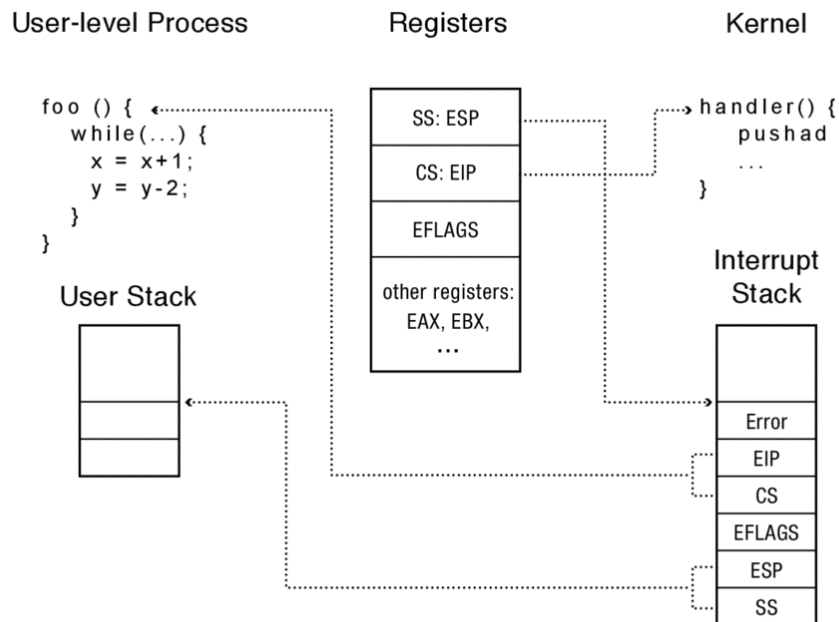 User-level Process
Registers
Kernel
foo () {
while(...) {
x = x+1;
y = y-2;
}
}
User Stack
SS: ESP
CS: EIP
EFLAGS
other registers:
EAX, EBX,
...
handler() {
pushad
...
}
Interrupt
Stack
Error
EIP
CS
EFLAGS
ESP
SS